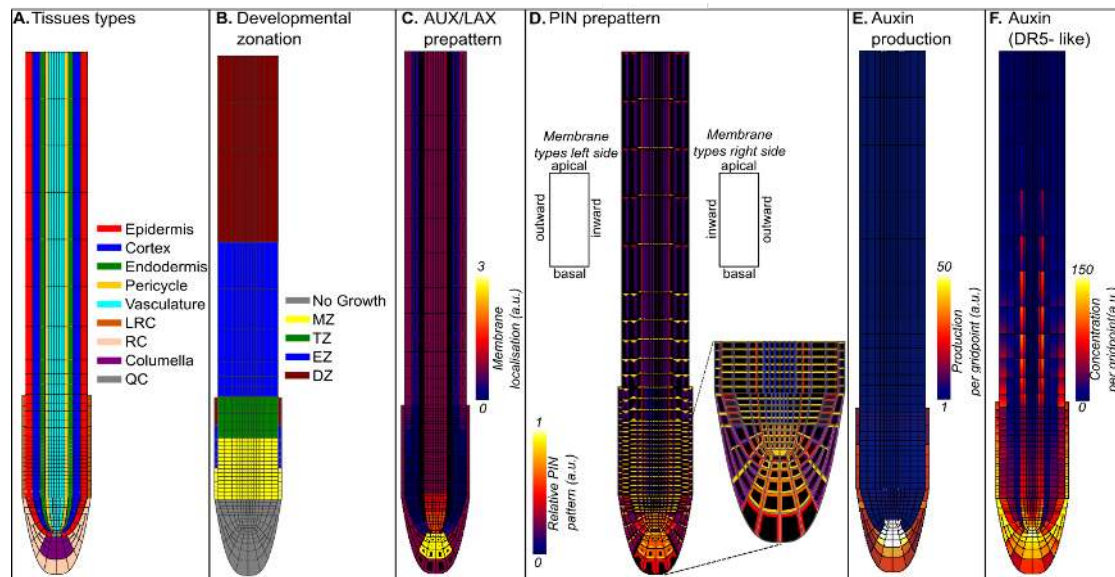 A. Tissues types
B. Developmental
zonation
C. AUX/LAX
prepattern
D. PIN prepattern
E. Auxin
production
F. Auxin
(DR5- like)
Epidermis
Cortex
Endodermis
Pericycle
Vasculature
LRC
RC
Columella
QC
No Growth
MZ
TZ
EZ
DZ
3
Membrane
localisation (a.u.)
0
Membrane
types left side
apical
outward
inward
basal
Membrane
types right side
apical
inward
outward
basal
1
Relative PIN
pattern (a.u.)
0
50
Production
per gridpoint (a.u.)
1
150
Concentration
per gridpoint(a.u.)
0